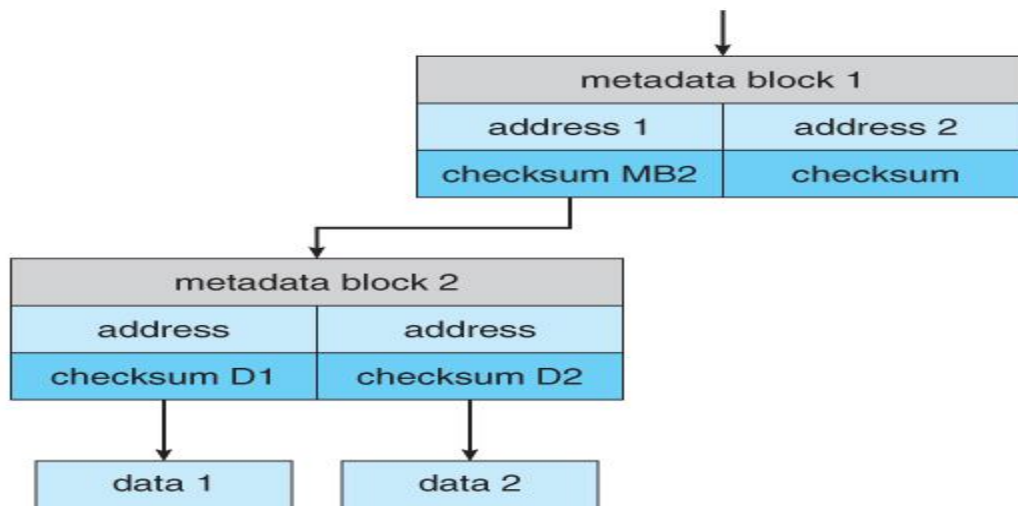 metadata block 1
address 1 address 2
checksum MB2 checksum
metadata block 2
address address
checksum D1 checksum D2
data 1 data 2